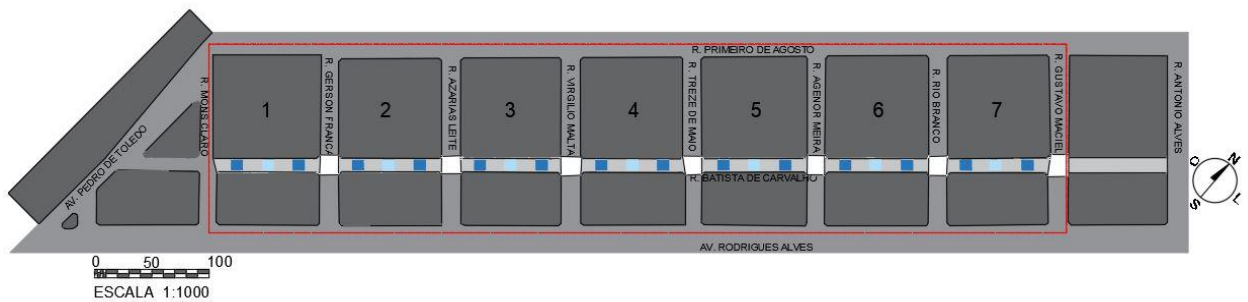 R. PRIMEIRO DE AGOSTO
R. MONS CLARO
R. GERSON FRANCA
R. AZARIAS LEITE
R. VIRGILIO MALTA
R. TREZE DE MAIO
R. AGENOR MEIRA
R. RIO BRANCO
R. GUSTAVO MACIEL
R. ANTONIO ALVES
1
2
3
4
5
6
7
AV. PEDRO DE TOLEDO
R. BATISTA DE CARVALHO
O
N
S
L
AV. RODRIGUES ALVES
0 50 100
ESCALA 1:1000